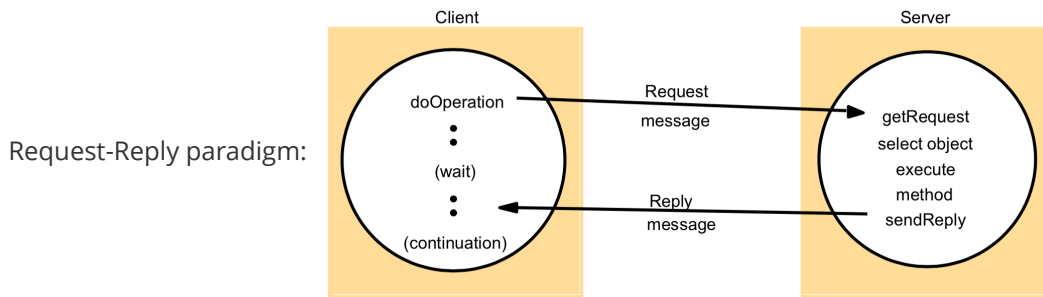 Request-Reply paradigm:
Client
doOperation
(wait)
(continuation)
Request
message
Reply
message
Server
getRequest
select object
execute
method
sendReply